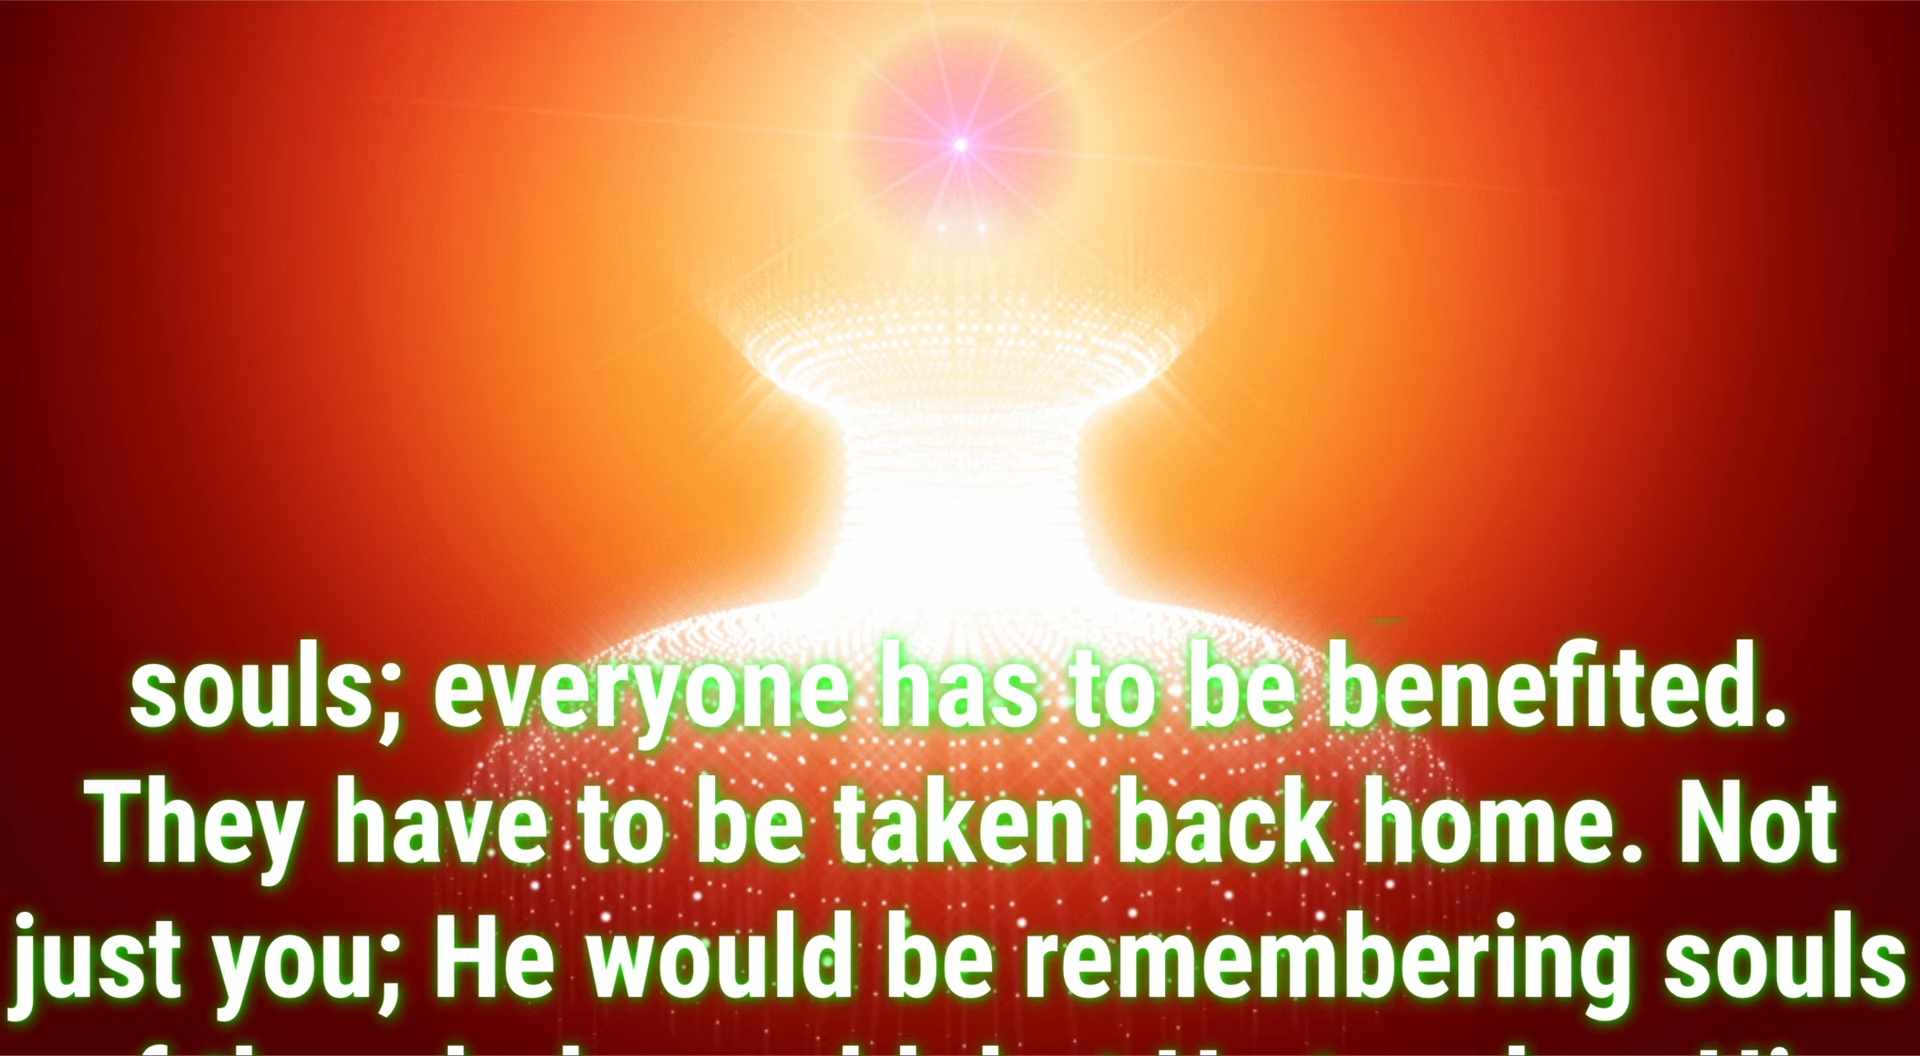 souls; everyone has to be benefited.
They have to be taken back home. Not
just you; He would be remembering souls